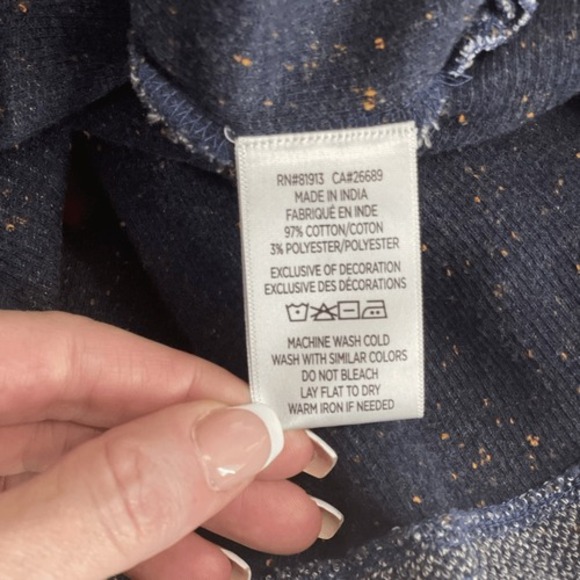 RN#81913 CA#26689
MADE IN INDIA
FABRIQUÉ EN INDE
97% COTTON/COTON
3% POLYESTER/POLYESTER
EXCLUSIVE OF DECORATION
EXCLUSIVE DES DÉCORATIONS
MACHINE WASH COLD
WASH WITH SIMILAR COLORS
DO NOT BLEACH
LAY FLAT TO DRY
WARM IRON IF NEEDED